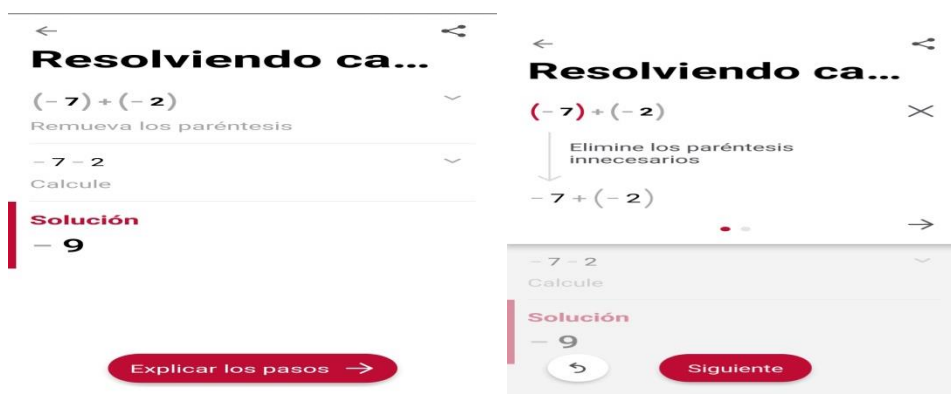 Resolviendo ca...
(− 7) + (− 2)
Remueva los paréntesis
− 7 − 2
Calcule
Solución
− 9
Explicar los pasos →
Resolviendo ca...
(− 7) + (− 2)
Elimine los paréntesis
innecesarios
− 7 + (− 2)
− 7 − 2
Calcule
Solución
− 9
Siguiente